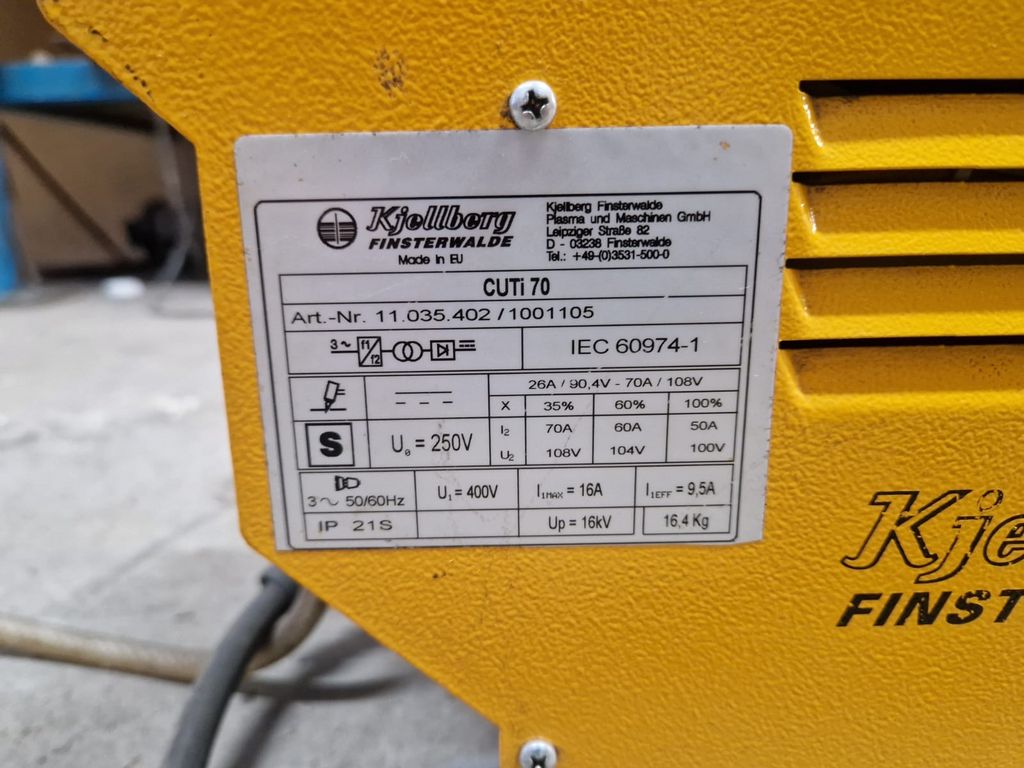 Kjellberg
FINSTERWALDE
Made in EU
Kjellberg Finsterwalde
Plasma und Maschinen GmbH
Leipziger Straße 82
D - 03238 Finsterwalde
Tel.: +49-(0)3531-500-0
CUTi 70
Art.-Nr. 11.035.402 / 1001105
3~ f1 f2
IEC 60974-1
26A / 90,4V - 70A / 108V
X 35% 60% 100%
S U₀ = 250V
I₂ 70A 60A 50A
U₂ 108V 104V 100V
3~ 50/60Hz
U₁ = 400V
I₁MAX = 16A
I₁EFF = 9,5A
IP 21S
Up = 16kV
16,4 Kg
Kje
FINST